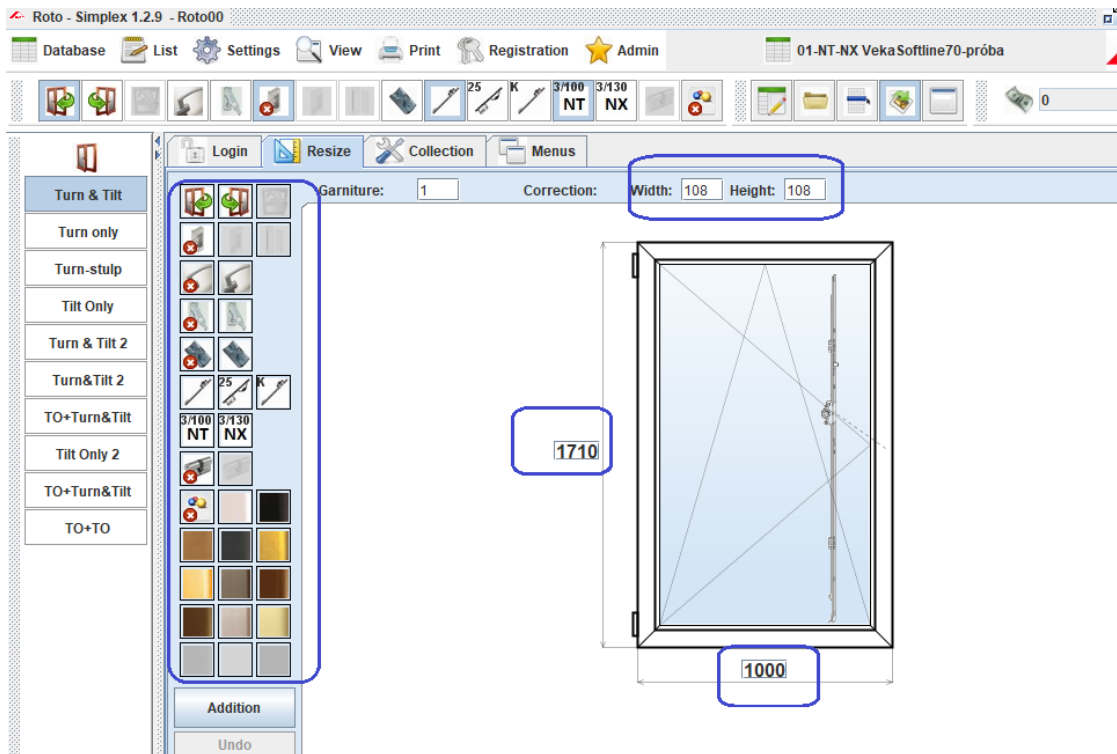 Roto - Simplex 1.2.9 - Roto00
Database List Settings View Print Registration Admin 01-NT-NX VekaSoftline70-próba
25 K 3/100 NT 3/130 NX 0
Login Resize Collection Menus
Turn & Tilt
Turn only
Turn-stulp
Tilt Only
Turn & Tilt 2
Turn&Tilt 2
TO+Turn&Tilt
Tilt Only 2
TO+Turn&Tilt
TO+TO
Garniture: 1 Correction: Width: 108 Height: 108
25 K
3/100 3/130
NT NX
Addition
Undo
1710
1000